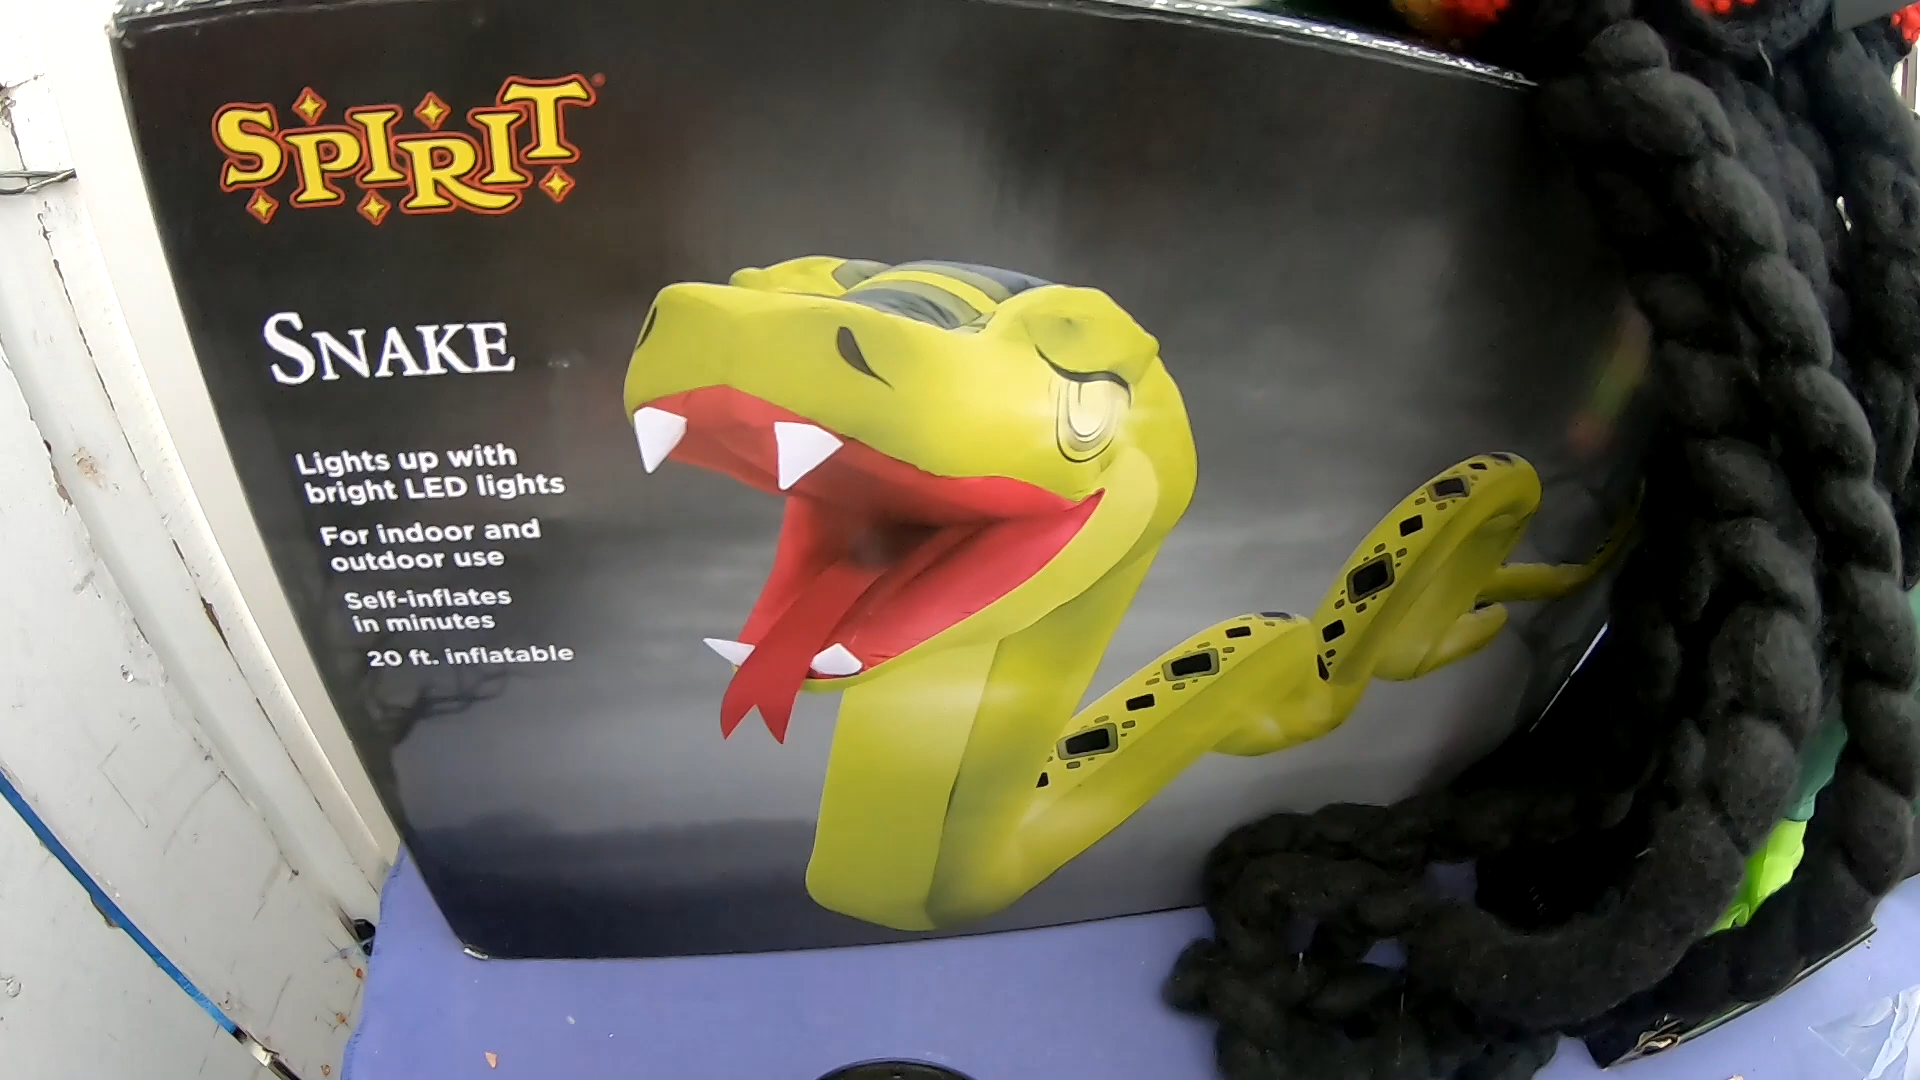 SPIRIT®
SNAKE
Lights up with
bright LED lights
For indoor and
outdoor use
Self-inflates
in minutes
20 ft. inflatable